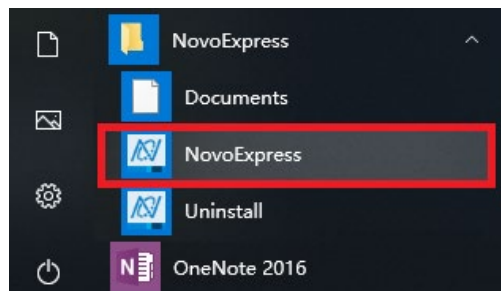 NovoExpress
Documents
NovoExpress
Uninstall
OneNote 2016